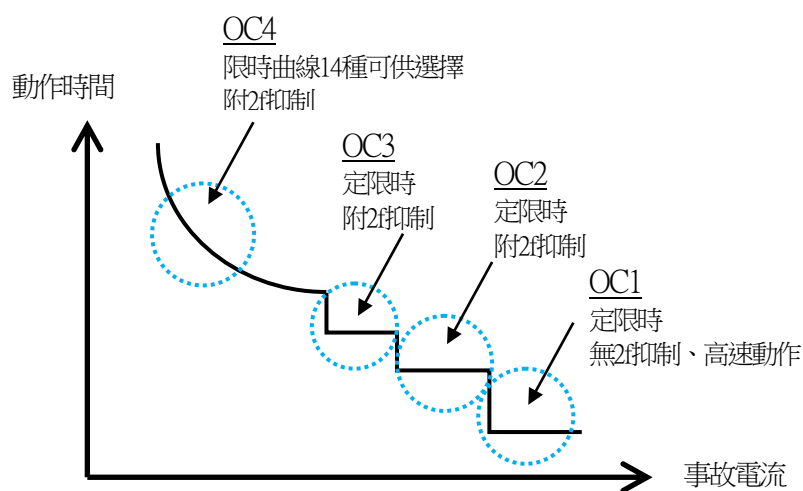 OC4
限時曲線14種可供選擇
附2f抑制
動作時間
OC3
定限時
附2f抑制
OC2
定限時
附2f抑制
OC1
定限時
無2f抑制、高速動作
事故電流